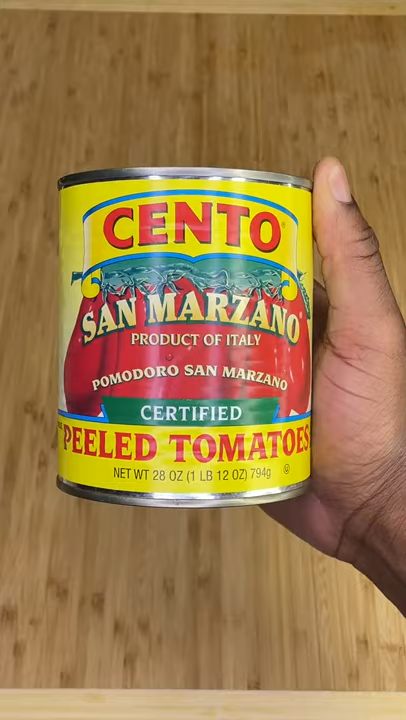 CENTO
SAN MARZANO
PRODUCT OF ITALY
POMODORO SAN MARZANO
CERTIFIED
PEELED TOMATOES
NET WT 28 OZ (1 LB 12 OZ) 794g